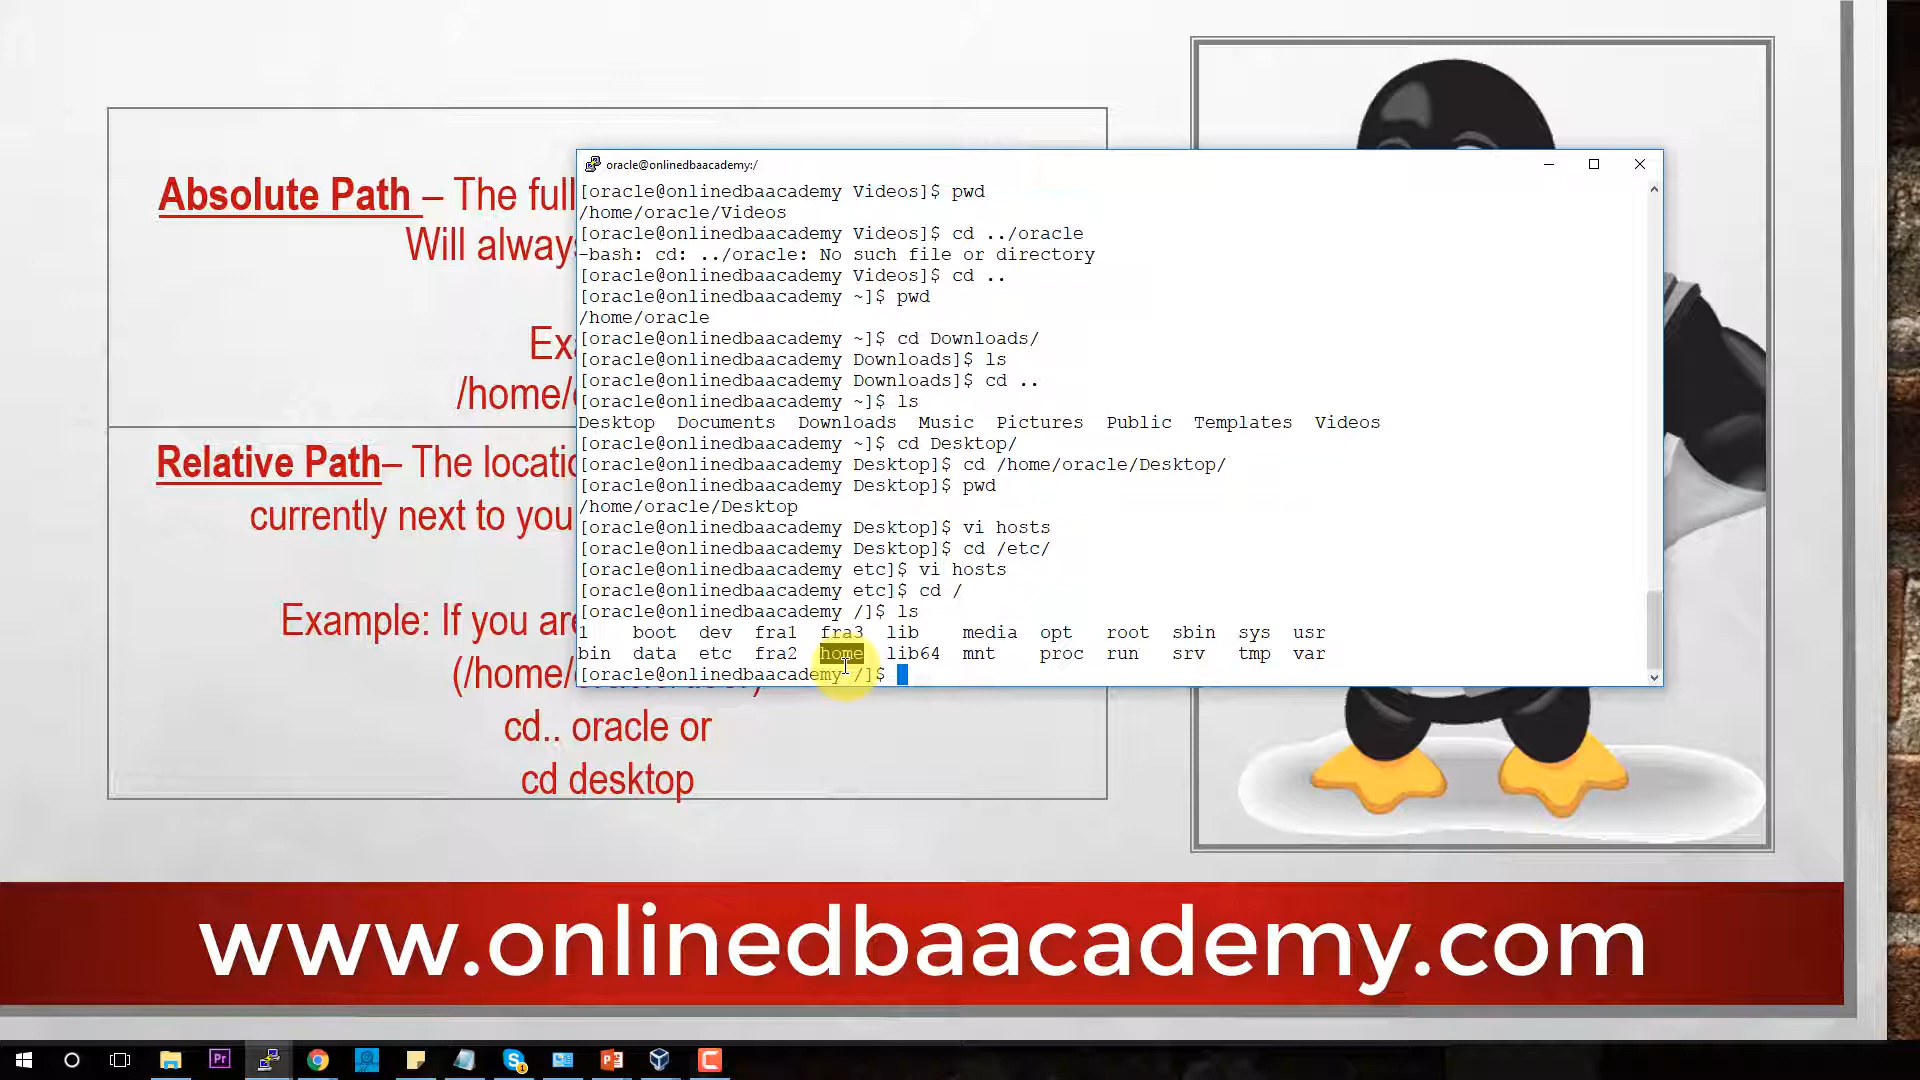 Absolute Path – The full
Will always
Ex
/home/
Relative Path– The locatio
currently next to you
Example: If you are
(/home/
cd.. oracle or
cd desktop
oracle@onlinedbaacademy:/
[oracle@onlinedbaacademy Videos]$ pwd
/home/oracle/Videos
[oracle@onlinedbaacademy Videos]$ cd ../oracle
-bash: cd: ../oracle: No such file or directory
[oracle@onlinedbaacademy Videos]$ cd ..
[oracle@onlinedbaacademy ~]$ pwd
/home/oracle
[oracle@onlinedbaacademy ~]$ cd Downloads/
[oracle@onlinedbaacademy Downloads]$ ls
[oracle@onlinedbaacademy Downloads]$ cd ..
[oracle@onlinedbaacademy ~]$ ls
Desktop Documents Downloads Music Pictures Public Templates Videos
[oracle@onlinedbaacademy ~]$ cd Desktop/
[oracle@onlinedbaacademy Desktop]$ cd /home/oracle/Desktop/
[oracle@onlinedbaacademy Desktop]$ pwd
/home/oracle/Desktop
[oracle@onlinedbaacademy Desktop]$ vi hosts
[oracle@onlinedbaacademy Desktop]$ cd /etc/
[oracle@onlinedbaacademy etc]$ vi hosts
[oracle@onlinedbaacademy etc]$ cd /
[oracle@onlinedbaacademy /]$ ls
1 boot dev fra1 fra3 lib media opt root sbin sys usr
bin data etc fra2 home lib64 mnt proc run srv tmp var
[oracle@onlinedbaacademy /]$
www.onlinedbaacademy.com
Pr